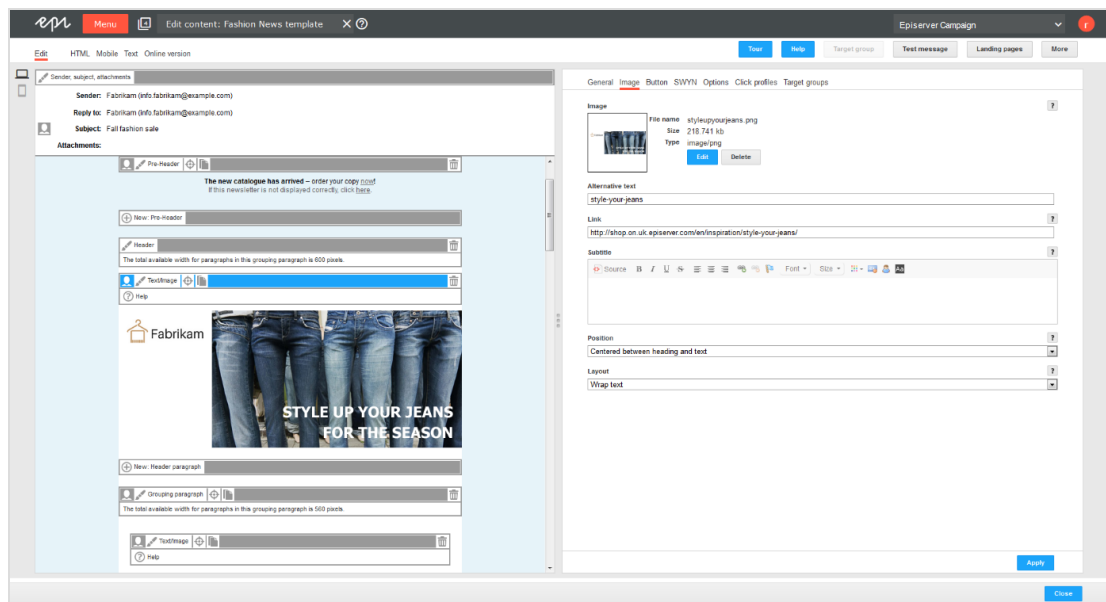 epi Menu 4 Edit content: Fashion News template Episerver Campaign r
Edit HTML Mobile Text Online version Tour Help Target group Test message Landing pages More
Sender, subject, attachments
Sender: Fabrikam (info.fabrikam@example.com)
Reply to: Fabrikam (info.fabrikam@example.com)
Subject: Fall fashion sale
Attachments:
Pre-Header
The new catalogue has arrived – order your copy now!
If this newsletter is not displayed correctly, click here.
New: Pre-Header
Header
The total available width for paragraphs in this grouping paragraph is 600 pixels.
Text/Image
? Help
Fabrikam
STYLE UP YOUR JEANS
FOR THE SEASON
New: Header paragraph
Grouping paragraph
The total available width for paragraphs in this grouping paragraph is 560 pixels.
Text/Image
? Help
General Image Button SWYN Options Click profiles Target groups
Image ?
File name styleupyourjeans.png
Size 218.741 kb
Type image/png
Edit Delete
Alternative text
style-your-jeans
Link ?
http://shop.on.uk.episerver.com/en/inspiration/style-your-jeans/
Subtitle ?
Source B I U S Font Size
Position ?
Centered between heading and text
Layout ?
Wrap text
Apply
Close